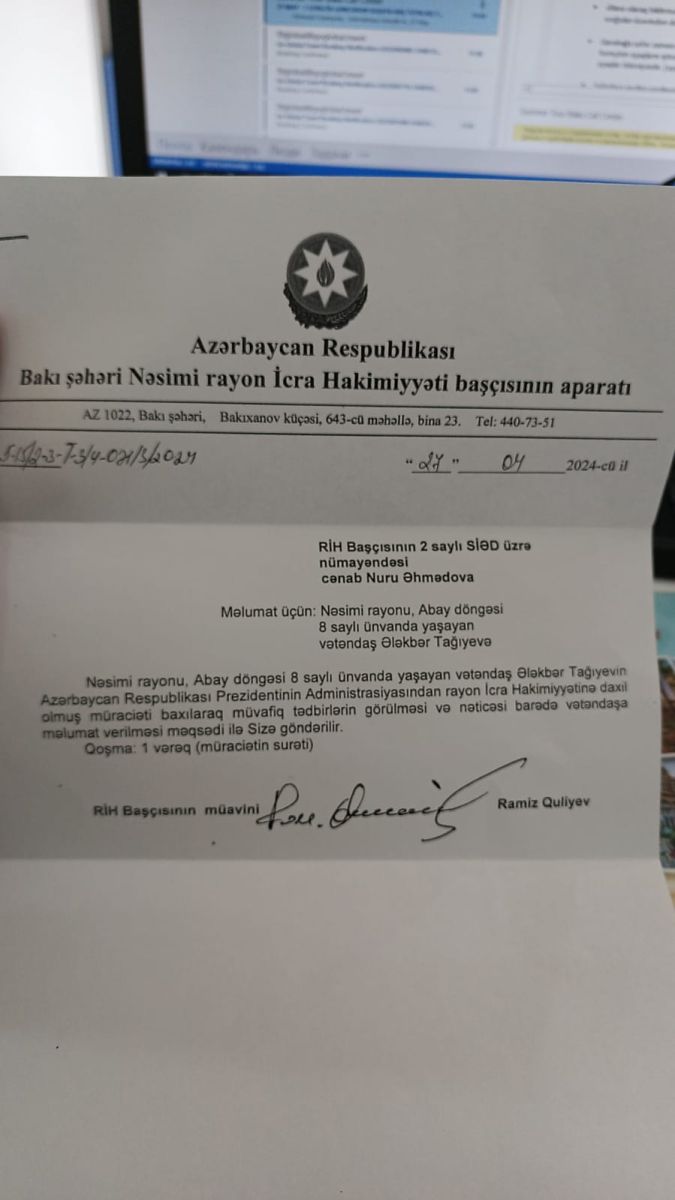 Azərbaycan Respublikası
Bakı şəhəri Nəsimi rayon İcra Hakimiyyəti başçısının aparatı
AZ 1022, Bakı şəhəri, Bakıxanov küçəsi, 643-cü məhəllə, bina 23. Tel: 440-73-51
“27” 04 2024-cü il
RİH Başçısının 2 saylı SİƏD üzrə
nümayəndəsi
cənab Nuru Əhmədova
Məlumat üçün: Nəsimi rayonu, Abay döngəsi
8 saylı ünvanda yaşayan
vətəndaş Ələkbər Tağıyevə
Nəsimi rayonu, Abay döngəsi 8 saylı ünvanda yaşayan vətəndaş Ələkbər Tağıyevin
Azərbaycan Respublikası Prezidentinin Administrasiyasından rayon İcra Hakimiyyətinə daxil
olmuş müraciəti baxılaraq müvafiq tədbirlərin görülməsi və nəticəsi barədə vətəndaşa
məlumat verilməsi məqsədi ilə Sizə göndərilir.
Qoşma: 1 vərəq (müraciətin surəti)
RİH Başçısının müavini Ramiz Quliyev